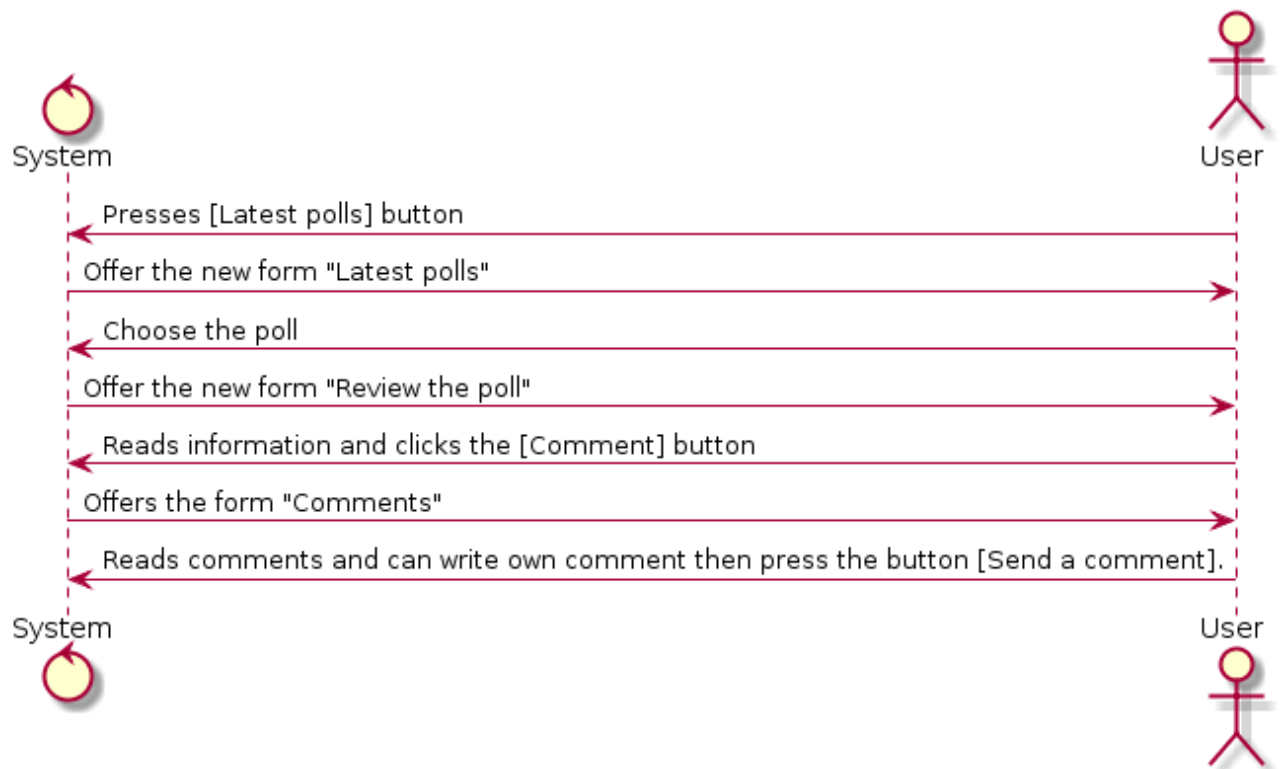 System
User
Presses [Latest polls] button
Offer the new form "Latest polls"
Choose the poll
Offer the new form "Review the poll"
Reads information and clicks the [Comment] button
Offers the form "Comments"
Reads comments and can write own comment then press the button [Send a comment].
System
User